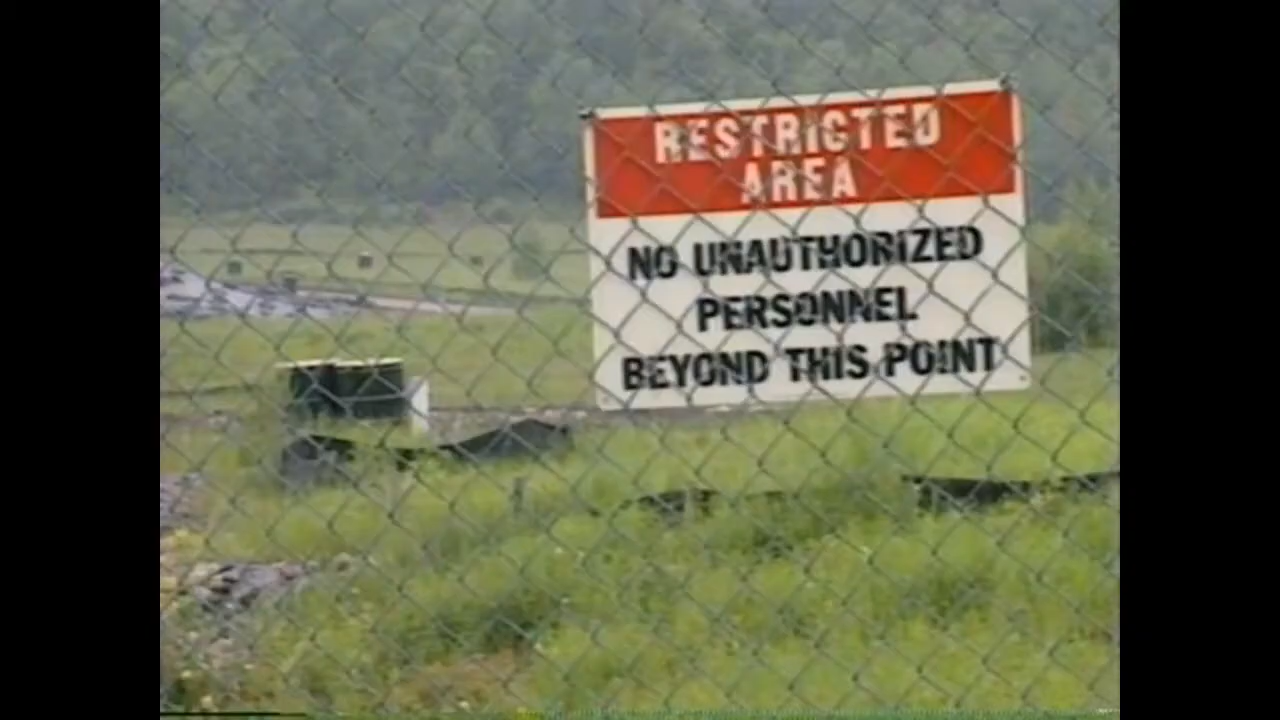 RESTRICTED
AREA
NO UNAUTHORIZED
PERSONNEL
BEYOND THIS POINT